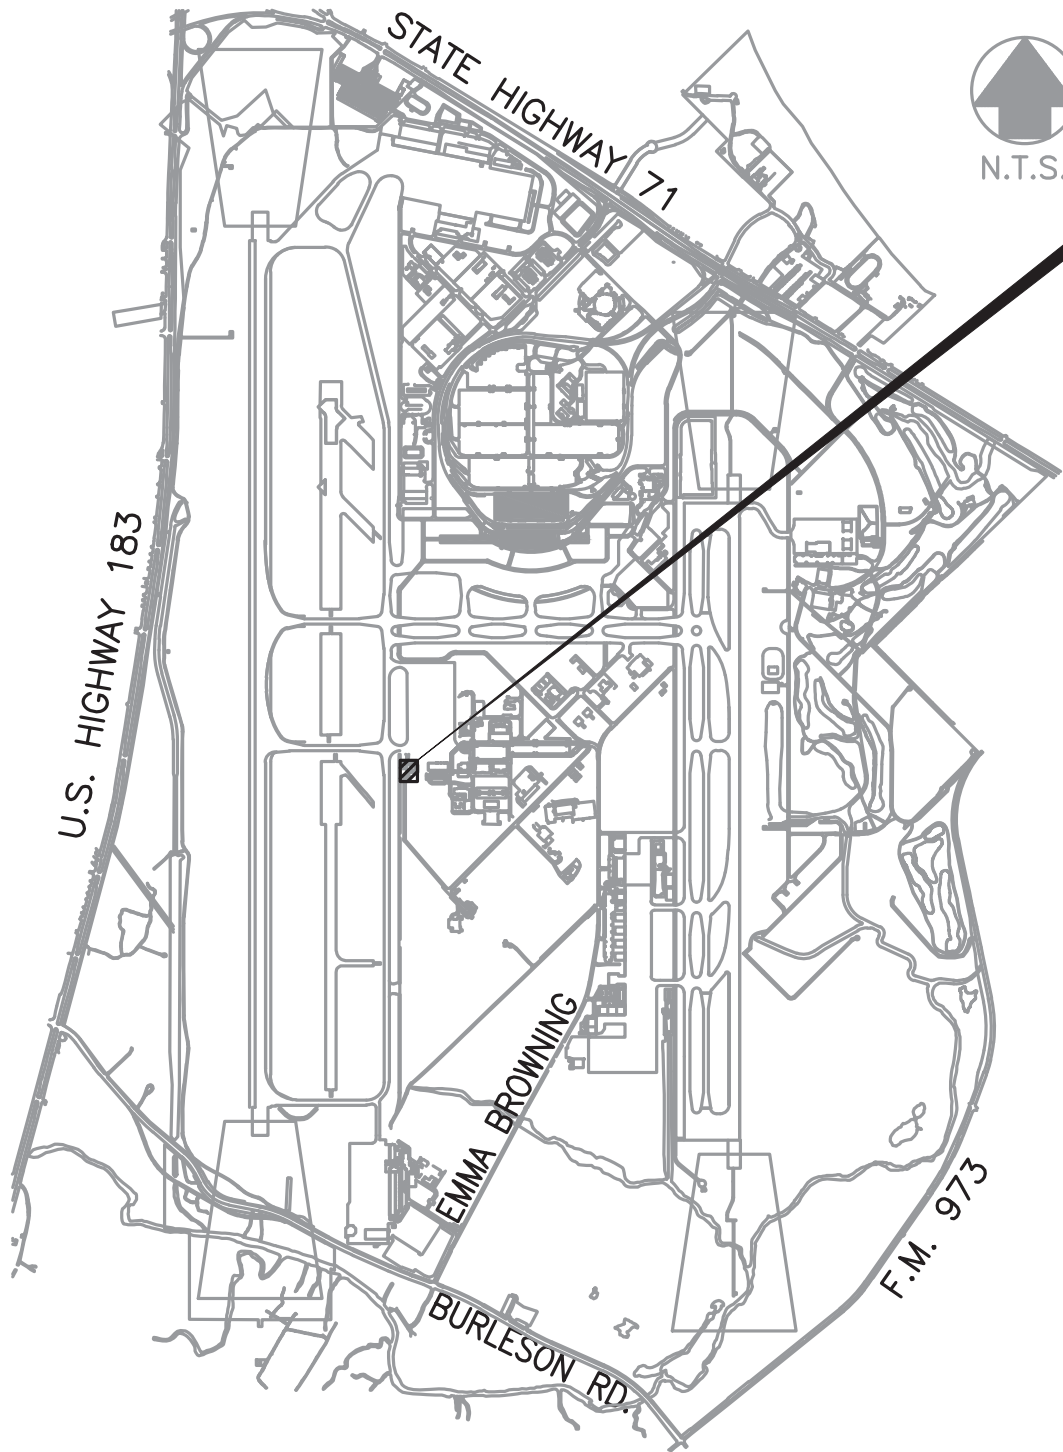 STATE HIGHWAY 71
N.T.S.
U.S. HIGHWAY 183
EMMA BROWNING
F.M. 973
BURLESON RD.